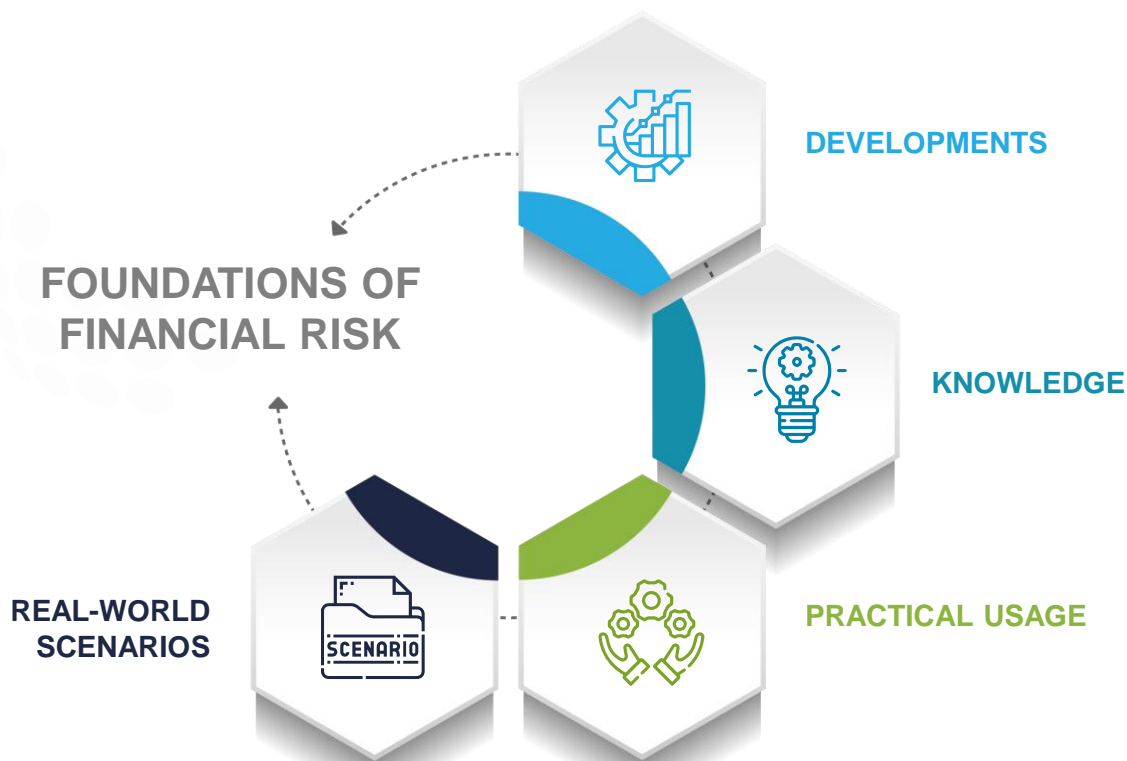 DEVELOPMENTS
FOUNDATIONS OF
FINANCIAL RISK
KNOWLEDGE
REAL-WORLD
SCENARIOS
SCENARIO
PRACTICAL USAGE